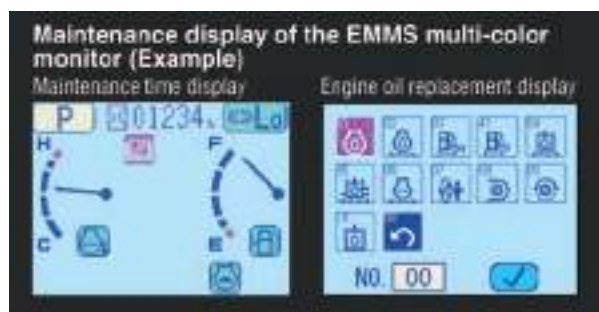 Maintenance display of the EMMS multi-color
monitor (Example)
Maintenance time display
Engine oil replacement display
P
01234
Lo
H
C
F
E
NO. 00